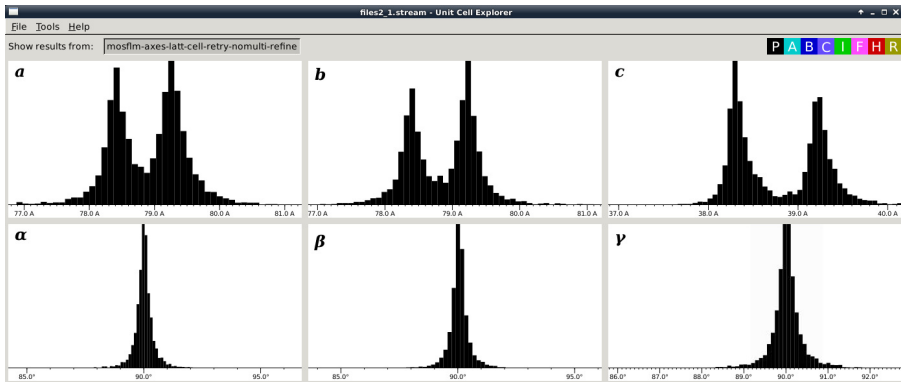 files2_1.stream - Unit Cell Explorer
File Tools Help
Show results from: mosflm-axes-latt-cell-retry-nomulti-refine P A B C I F H R
a b c
77.0 A 78.0 A 79.0 A 80.0 A 81.0 A 77.0 A 78.0 A 79.0 A 80.0 A 81.0 A 37.0 A 38.0 A 39.0 A 40.0 A
α β γ
85.0° 90.0° 95.0° 85.0° 90.0° 95.0° 86.0° 87.0° 88.0° 89.0° 90.0° 91.0° 92.0°